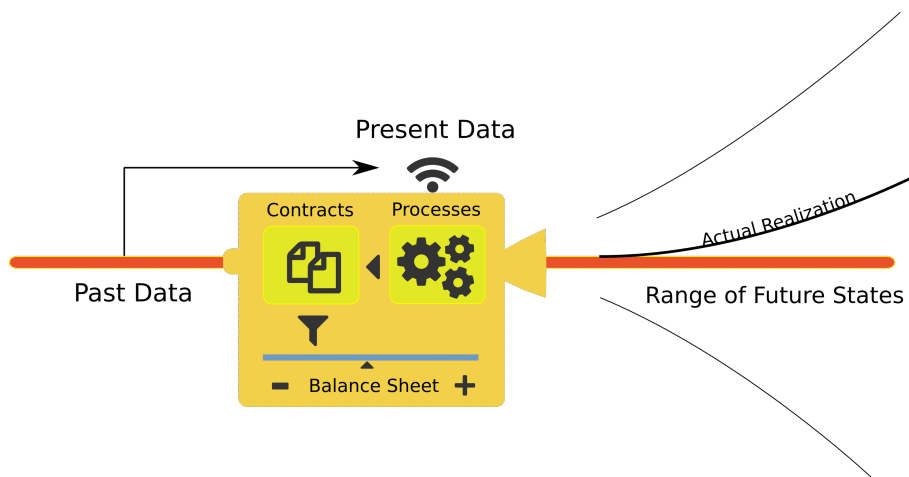 Present Data
Contracts
Processes
Actual Realization
Past Data
Range of Future States
Balance Sheet